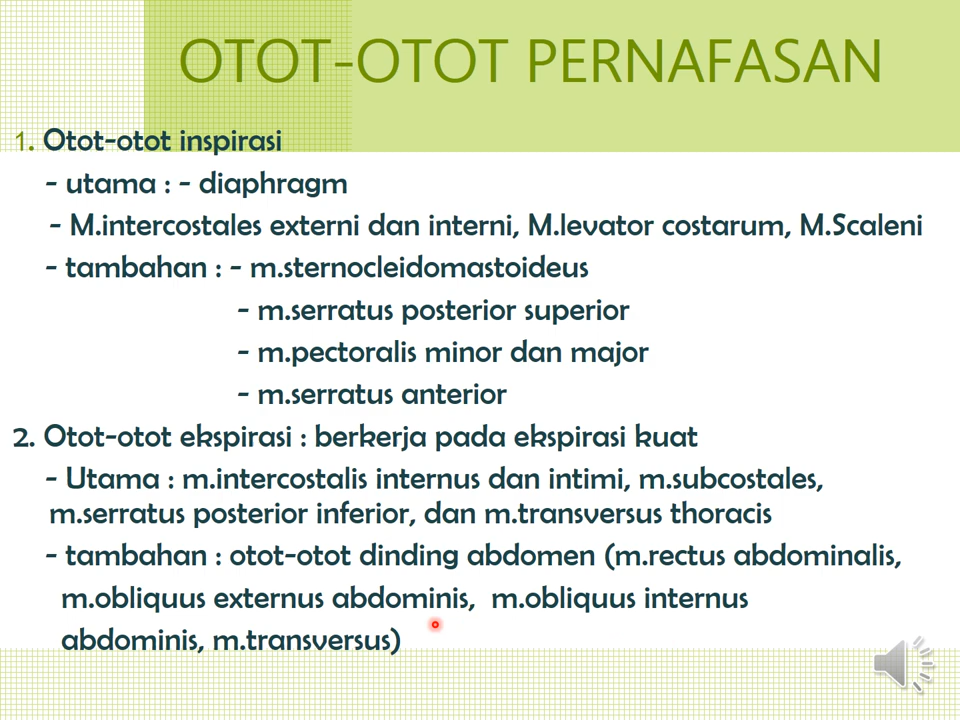 OTOT-OTOT PERNAFASAN
1. Otot-otot inspirasi
- utama : - diaphragm
- M.intercostales externi dan interni, M.levator costarum, M.Scaleni
- tambahan : - m.sternocleidomastoideus
- m.serratus posterior superior
- m.pectoralis minor dan major
- m.serratus anterior
2. Otot-otot ekspirasi : berkerja pada ekspirasi kuat
- Utama : m.intercostalis internus dan intimi, m.subcostales,
m.serratus posterior inferior, dan m.transversus thoracis
- tambahan : otot-otot dinding abdomen (m.rectus abdominalis,
m.obliquus externus abdominis, m.obliquus internus
abdominis, m.transversus)